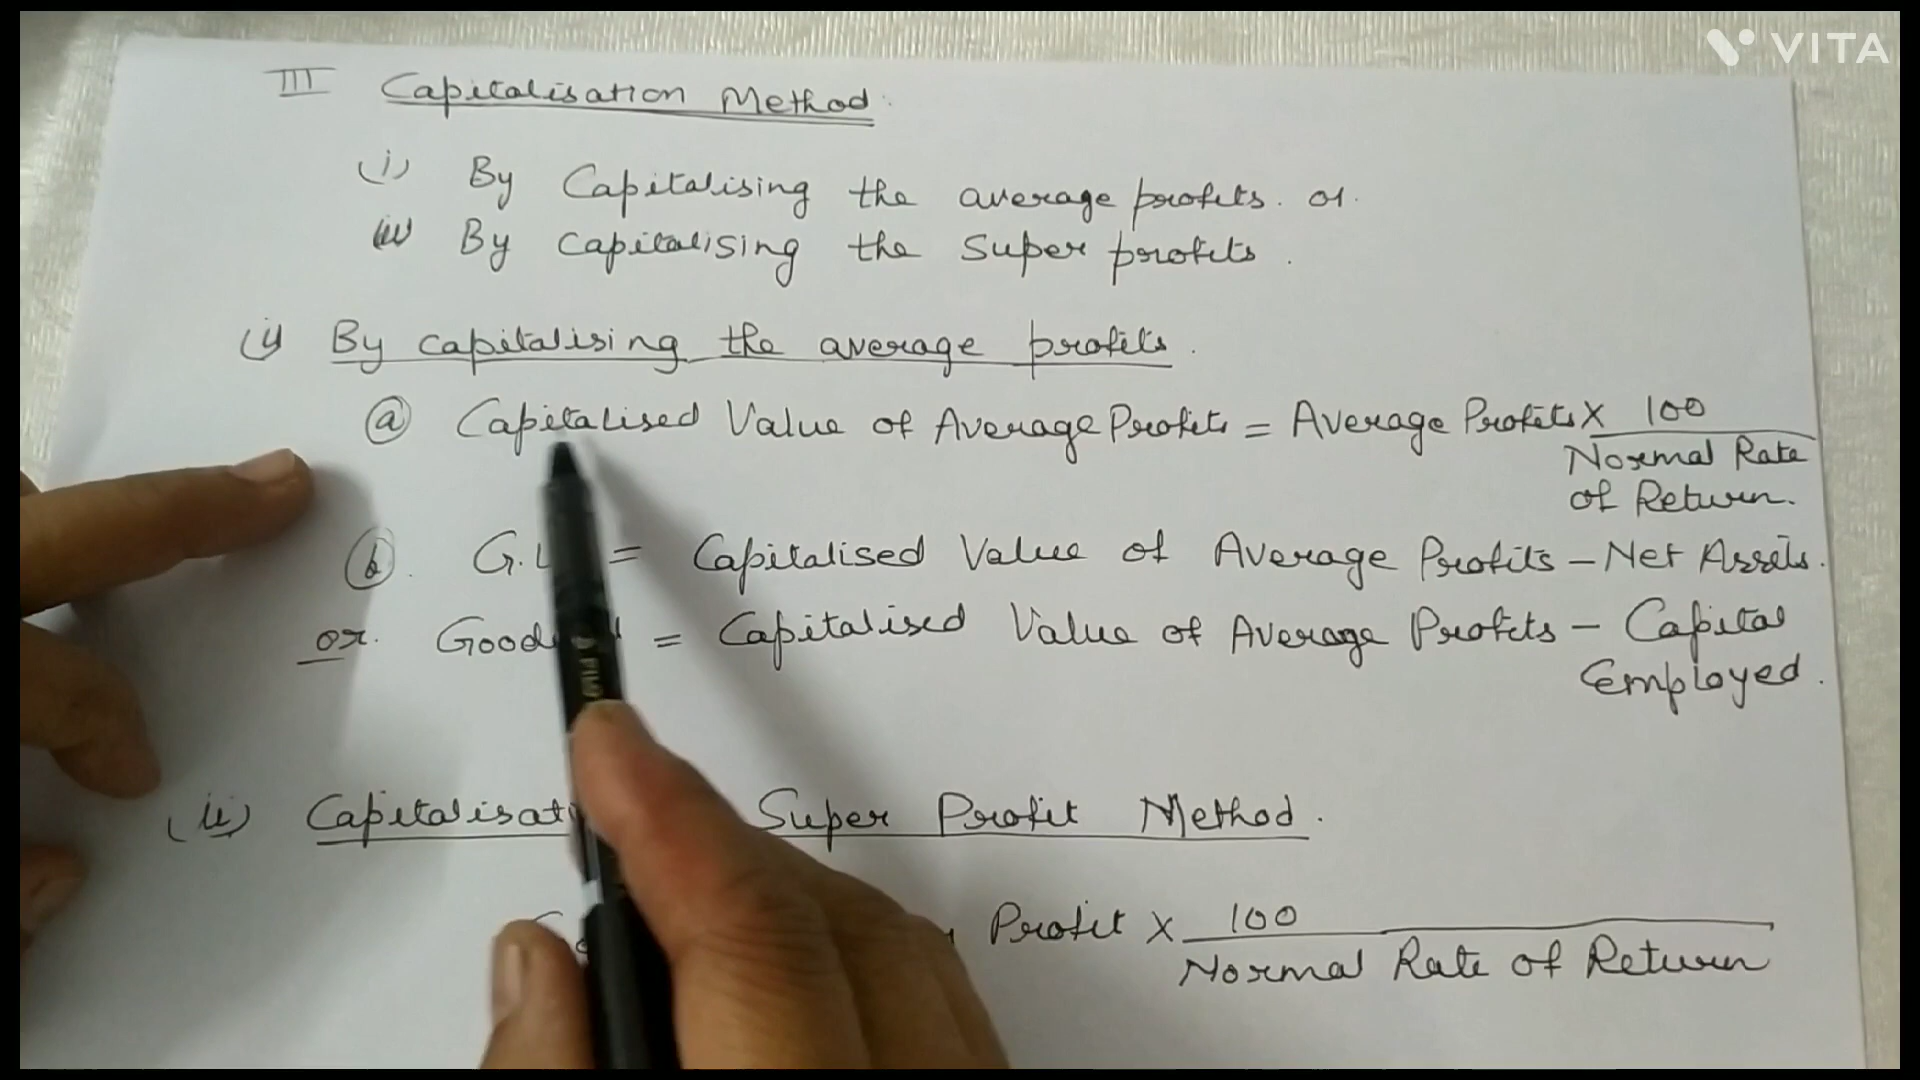 VITA
III Capitalisation Method.
(i) By Capitalising the average profits. or.
(ii) By Capitalising the Super profits.
(i) By capitalising the average profits.
(a) Capitalised Value of Average Profits = Average Profits X 100
Normal Rate
of Return.
(b). G. = Capitalised Value of Average Profits - Net Assets.
or. = Capitalised Value of Average Profits - Capital
Employed.
(ii) Super Profit Method.
Profit X 100
Normal Rate of Return